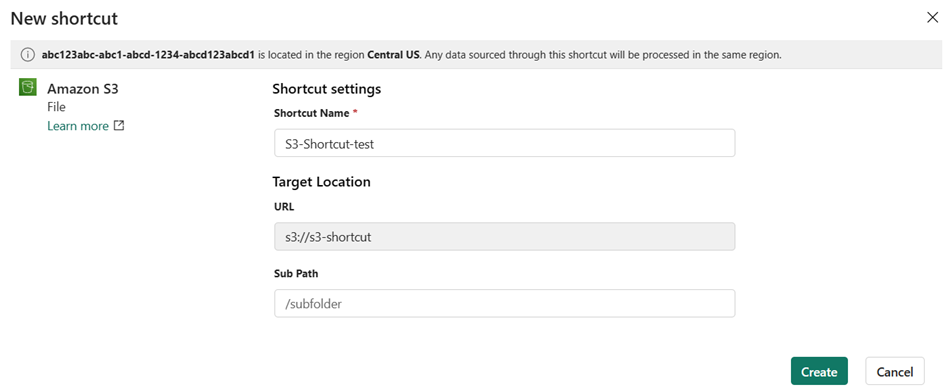 New shortcut
abc123abc-abc1-abcd-1234-abcd123abcd1 is located in the region Central US. Any data sourced through this shortcut will be processed in the same region.
Amazon S3
File
Learn more
Shortcut settings
Shortcut Name *
S3-Shortcut-test
Target Location
URL
s3://s3-shortcut
Sub Path
/subfolder
Create
Cancel